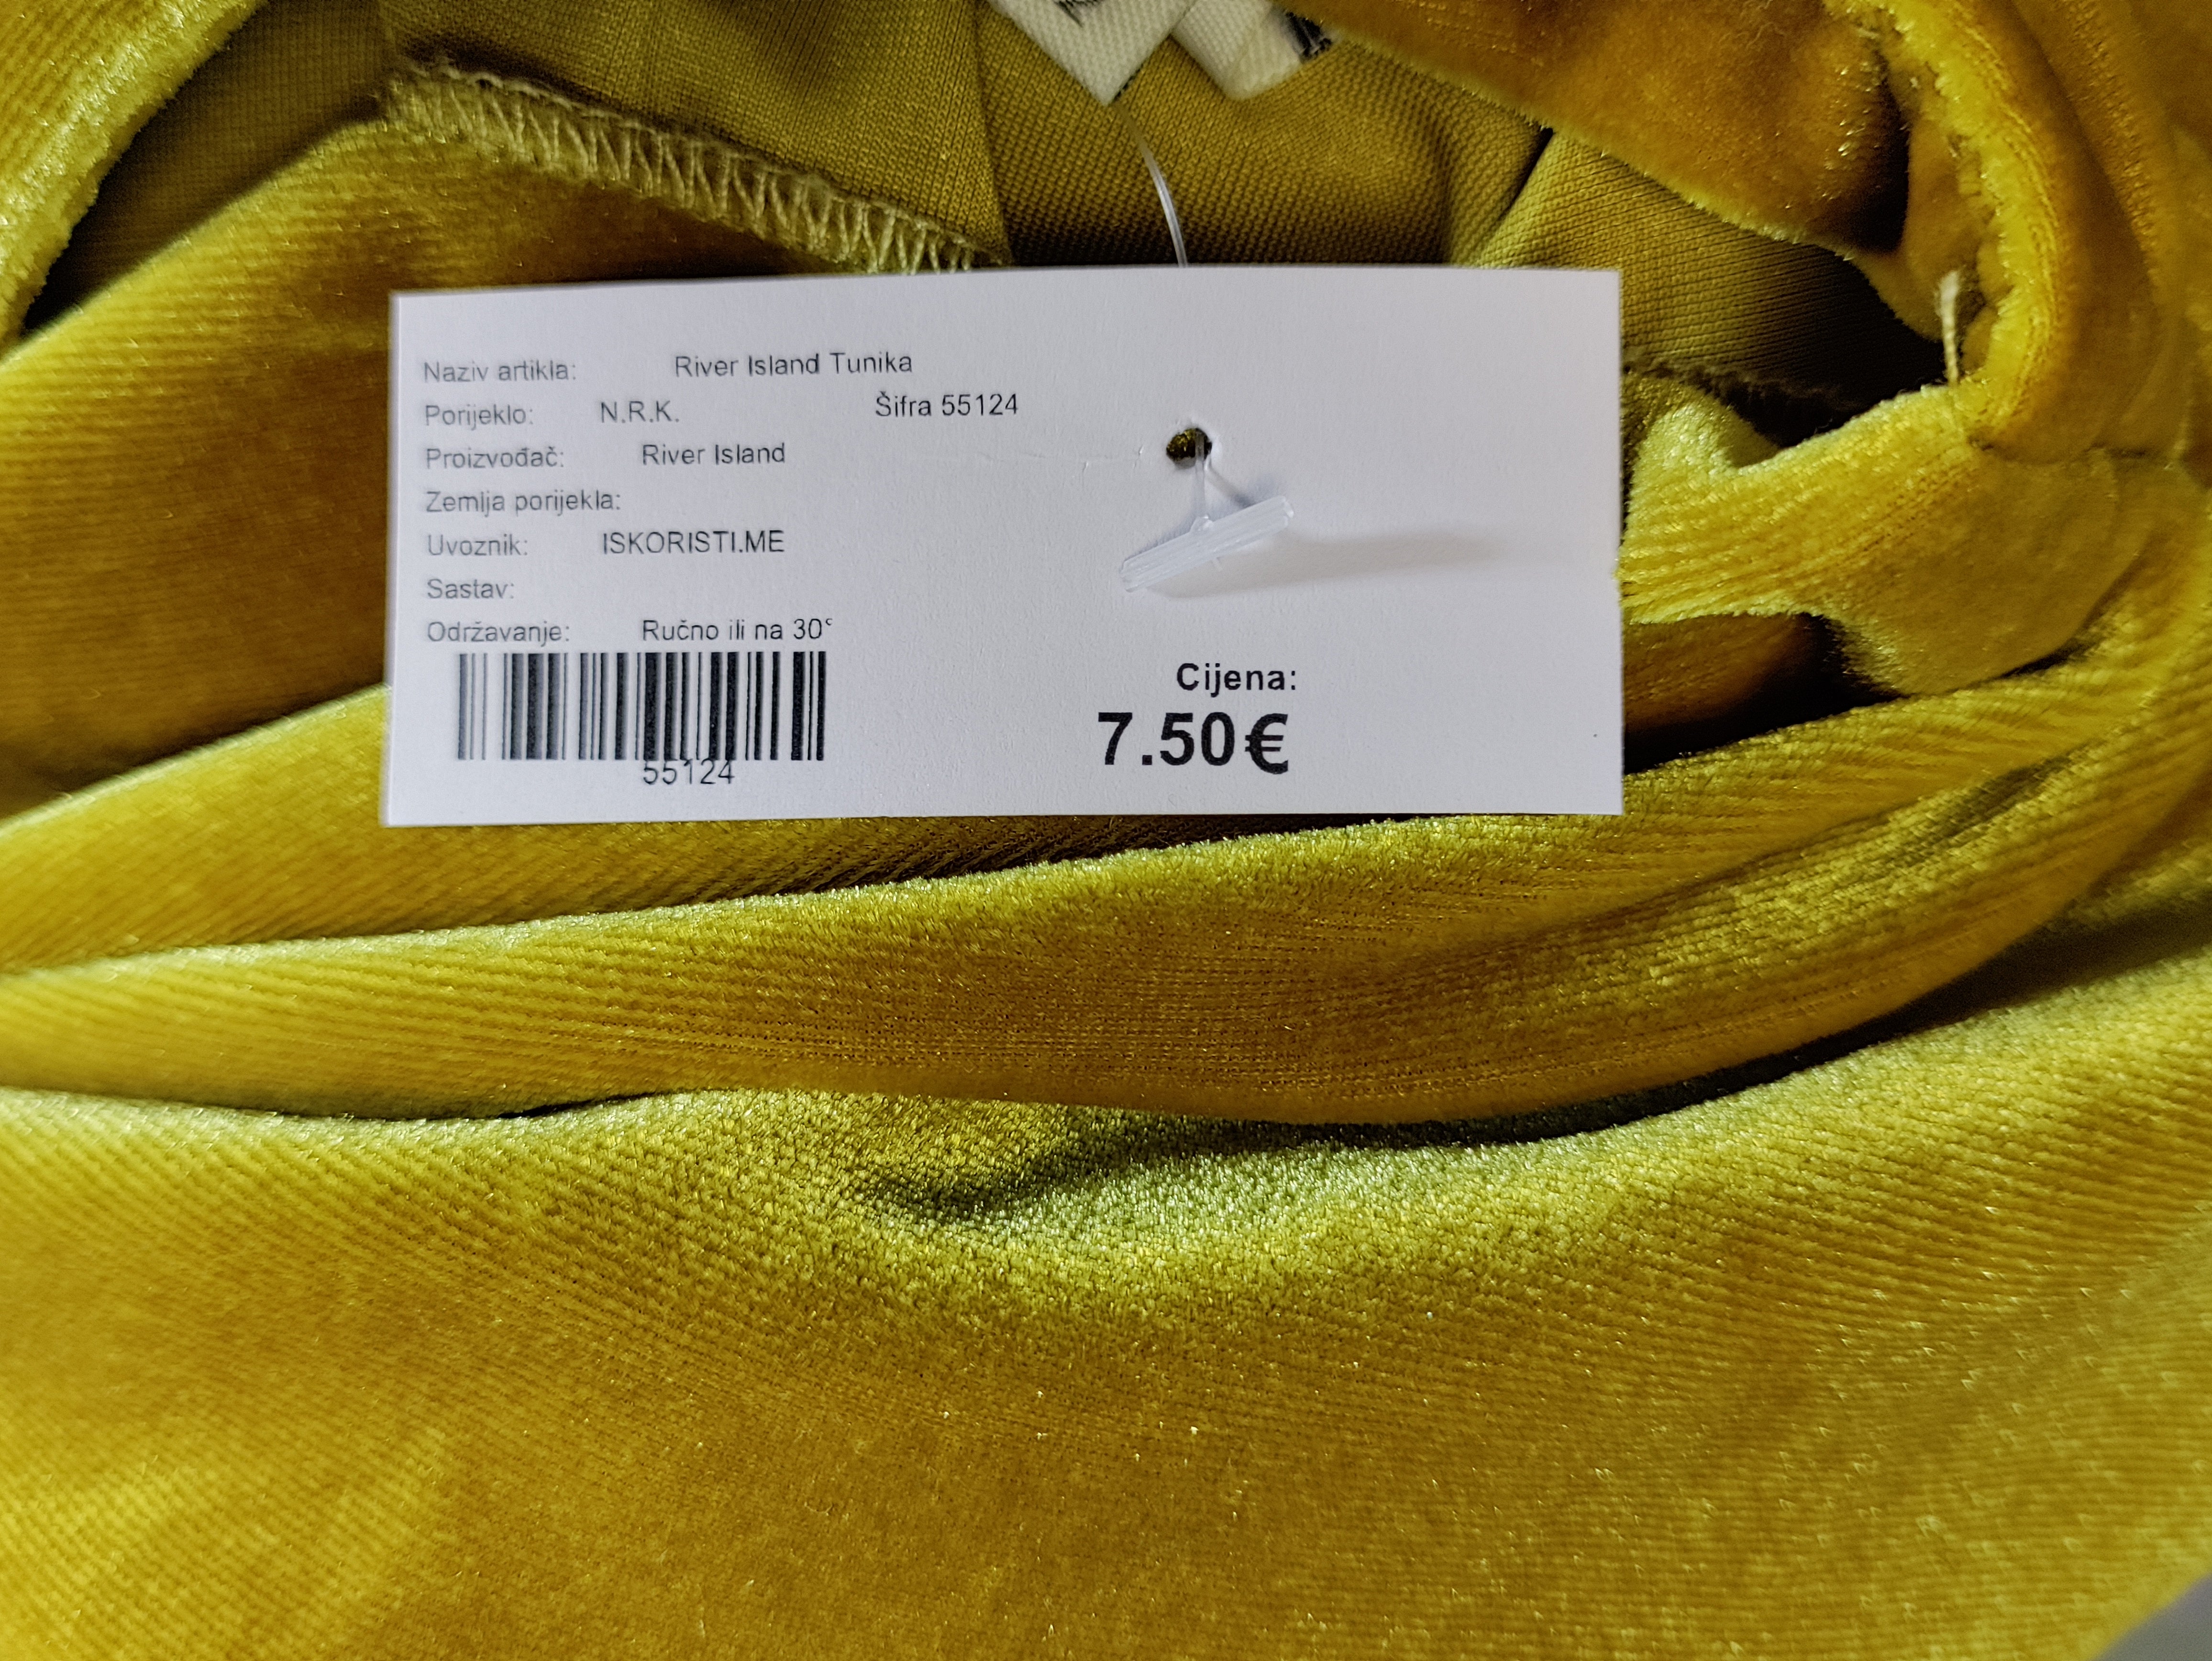 Naziv artikla: River Island Tunika
Porijeklo: N.R.K. Šifra 55124
Proizvođač: River Island
Zemlja porijekla:
Uvoznik: ISKORISTI.ME
Sastav:
Održavanje: Ručno ili na 30°
55124
Cijena:
7.50€